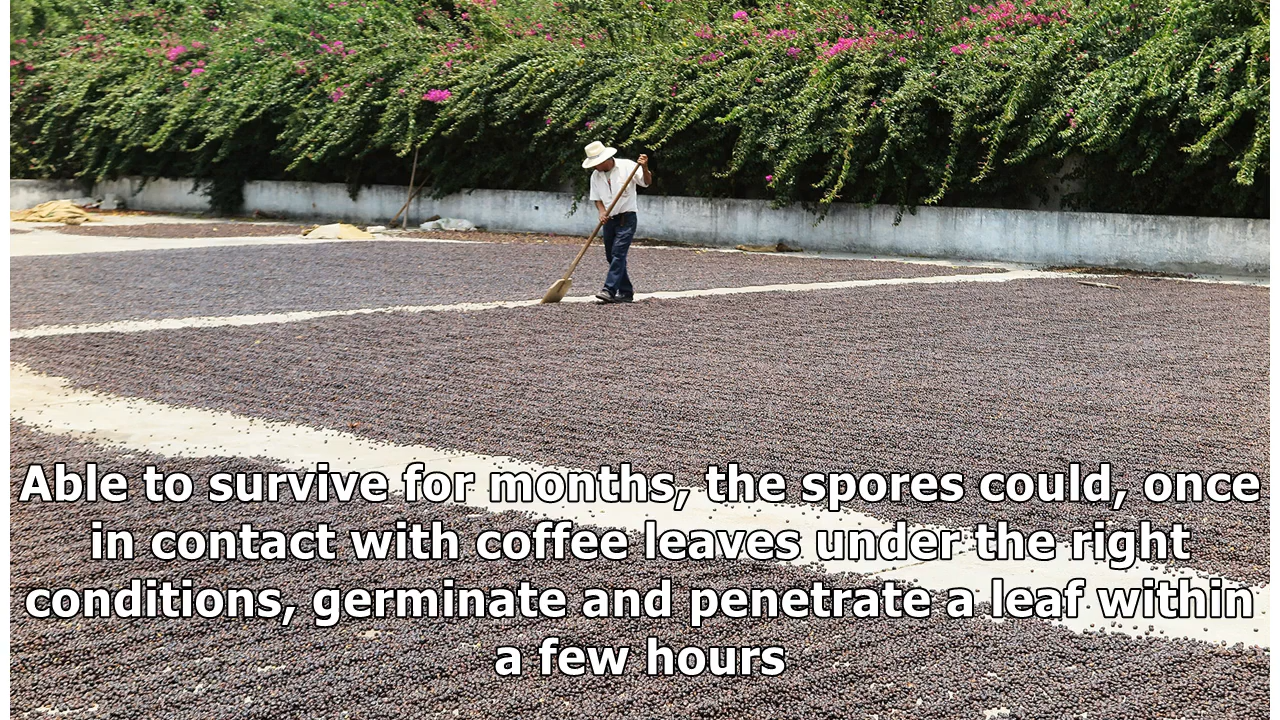 Able to survive for months, the spores could, once
in contact with coffee leaves under the right
conditions, germinate and penetrate a leaf within
a few hours